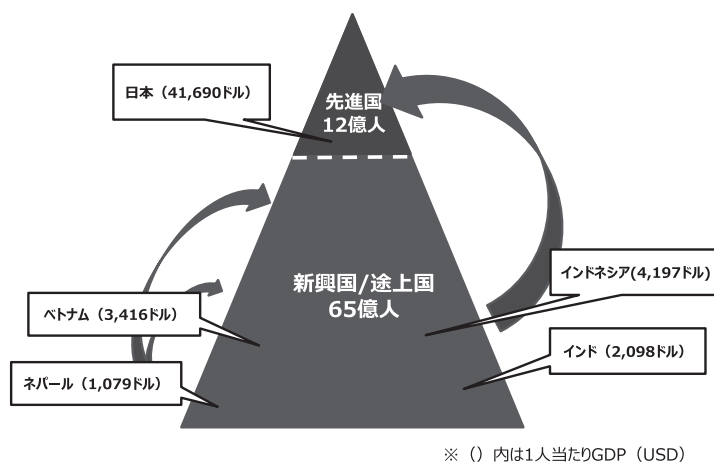 日本（41,690ドル）
先進国
12億人
新興国/途上国
65億人
インドネシア(4,197ドル)
ベトナム（3,416ドル）
インド（2,098ドル）
ネパール（1,079ドル）
※（）内は1人当たりGDP（USD）